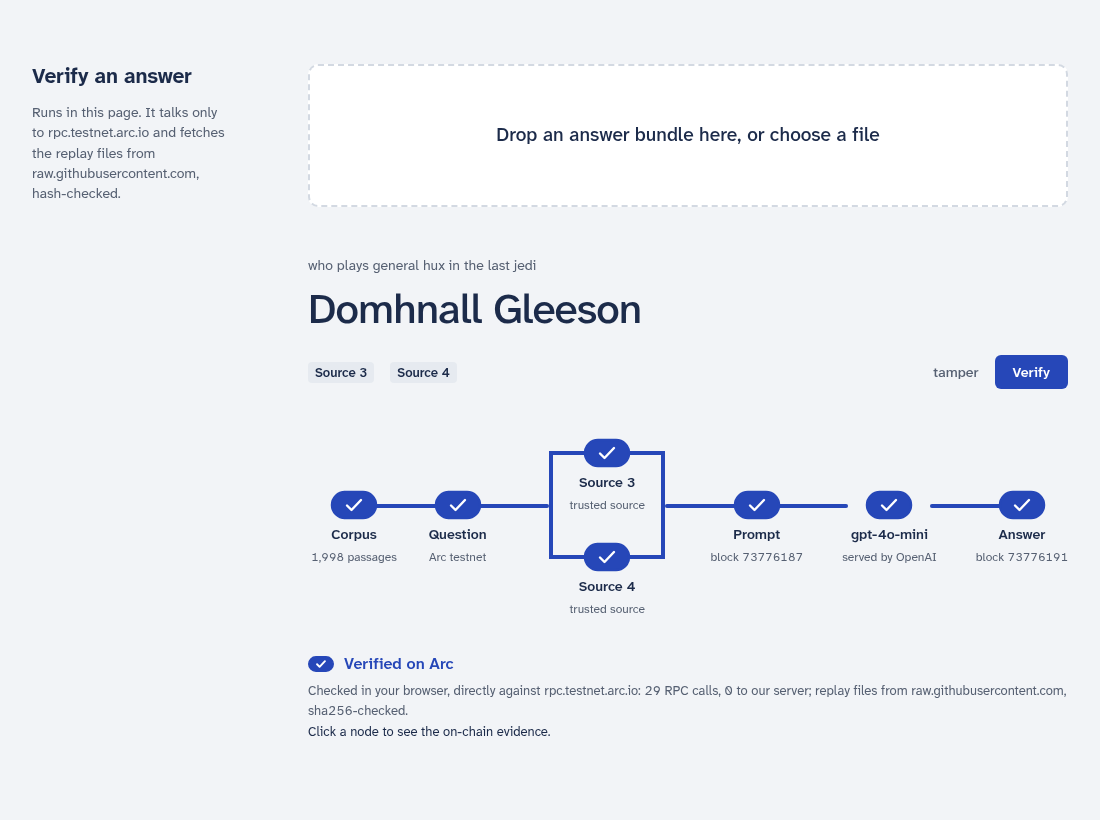 Verify an answer
Runs in this page. It talks only
to rpc.testnet.arc.io and fetches
the replay files from
raw.githubusercontent.com,
hash-checked.
Drop an answer bundle here, or choose a file
who plays general hux in the last jedi
Domhnall Gleeson
Source 3
Source 4
tamper
Verify
Corpus
1,998 passages
Question
Arc testnet
Source 3
trusted source
Source 4
trusted source
Prompt
block 73776187
gpt-4o-mini
served by OpenAI
Answer
block 73776191
Verified on Arc
Checked in your browser, directly against rpc.testnet.arc.io: 29 RPC calls, 0 to our server; replay files from raw.githubusercontent.com,
sha256-checked.
Click a node to see the on-chain evidence.